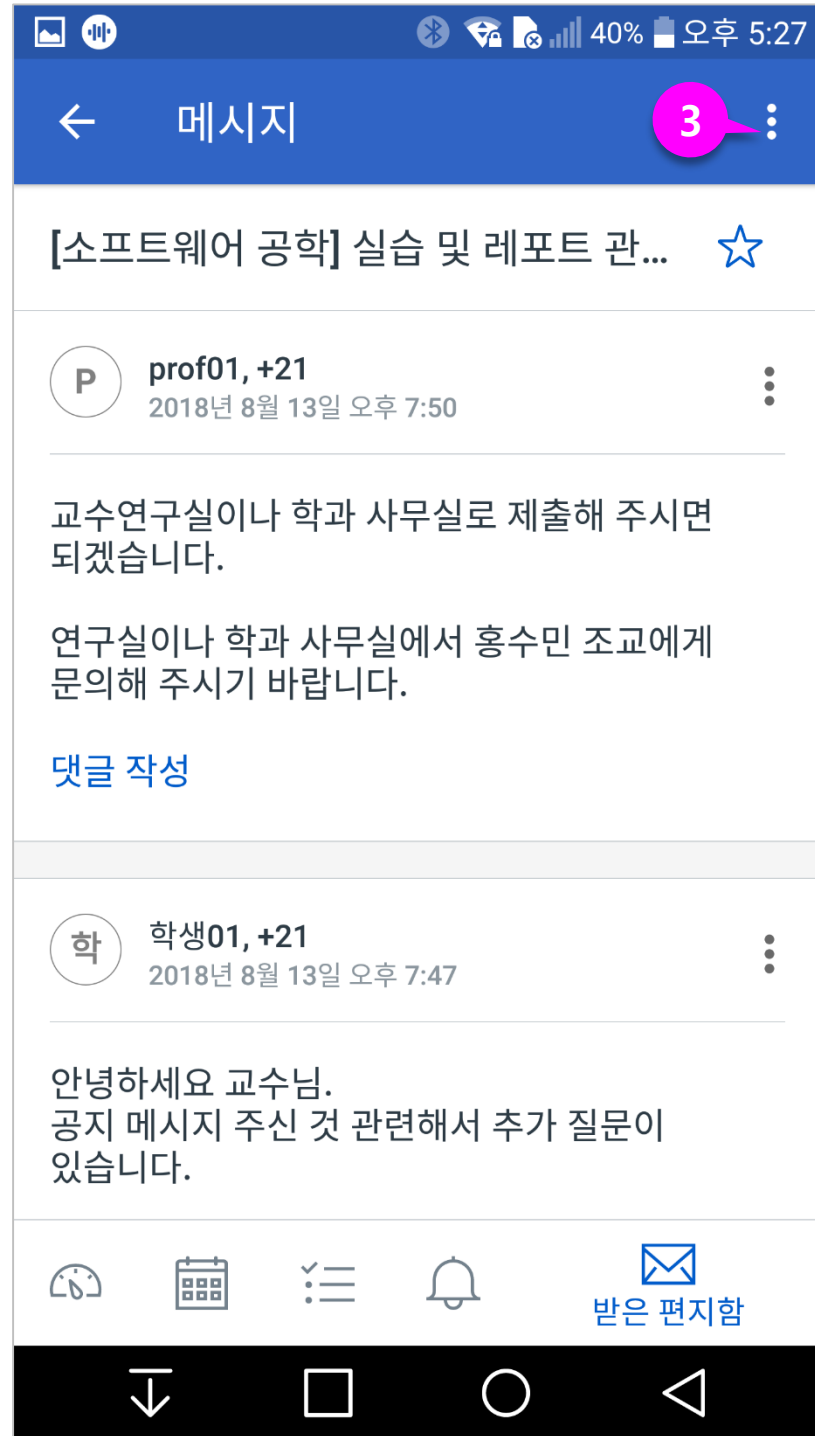 40% 오후 5:27
메시지
3
[소프트웨어 공학] 실습 및 레포트 관...
P
prof01, +21
2018년 8월 13일 오후 7:50
교수연구실이나 학과 사무실로 제출해 주시면
되겠습니다.
연구실이나 학과 사무실에서 홍수민 조교에게
문의해 주시기 바랍니다.
댓글 작성
학
학생01, +21
2018년 8월 13일 오후 7:47
안녕하세요 교수님.
공지 메시지 주신 것 관련해서 추가 질문이
있습니다.
받은 편지함